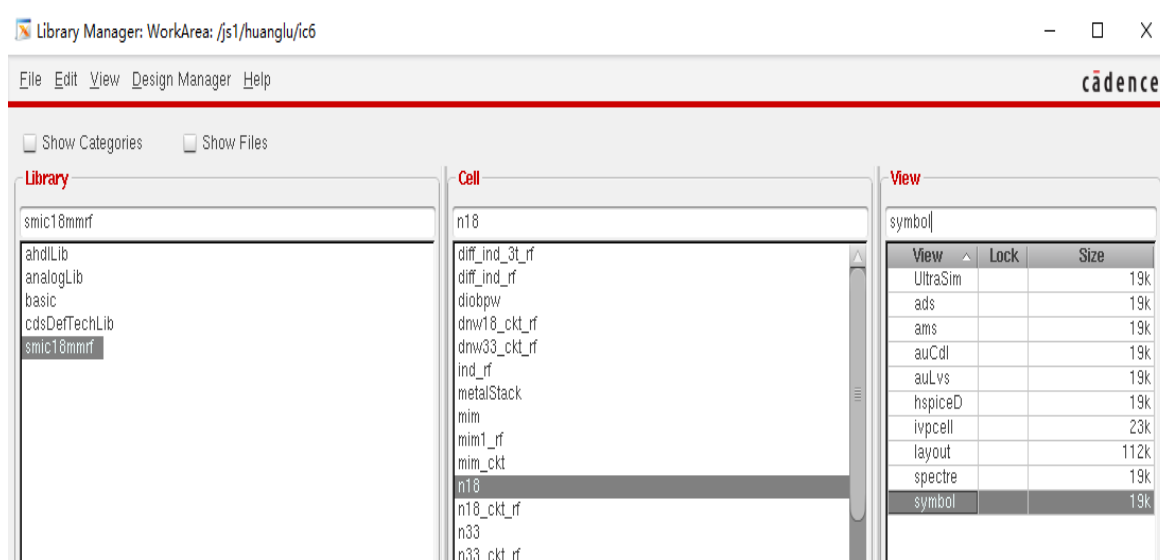 Library Manager: WorkArea: /js1/huanglu/ic6
File Edit View Design Manager Help
cādence
Show Categories Show Files
Library
smic18mmrf
ahdlLib
analogLib
basic
cdsDefTechLib
smic18mmrf
Cell
n18
diff_ind_3t_rf
diff_ind_rf
diobpw
dnw18_ckt_rf
dnw33_ckt_rf
ind_rf
metalStack
mim
mim1_rf
mim_ckt
n18
n18_ckt_rf
n33
n33_ckt_rf
View
symbol
View Lock Size
UltraSim 19k
ads 19k
ams 19k
auCdl 19k
auLvs 19k
hspiceD 19k
ivpcell 23k
layout 112k
spectre 19k
symbol 19k